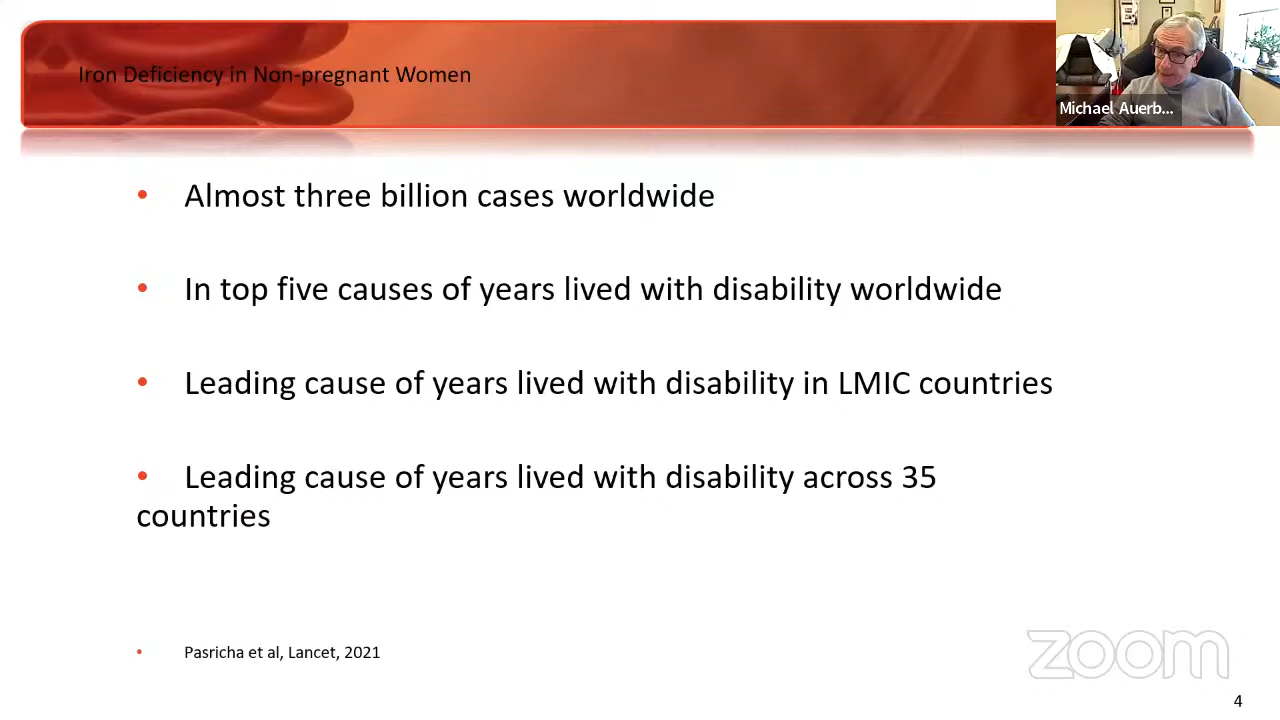 Iron Deficiency in Non-pregnant Women
Michael Auerb...
• Almost three billion cases worldwide
• In top five causes of years lived with disability worldwide
• Leading cause of years lived with disability in LMIC countries
• Leading cause of years lived with disability across 35
countries
• Pasricha et al, Lancet, 2021
zoom
4